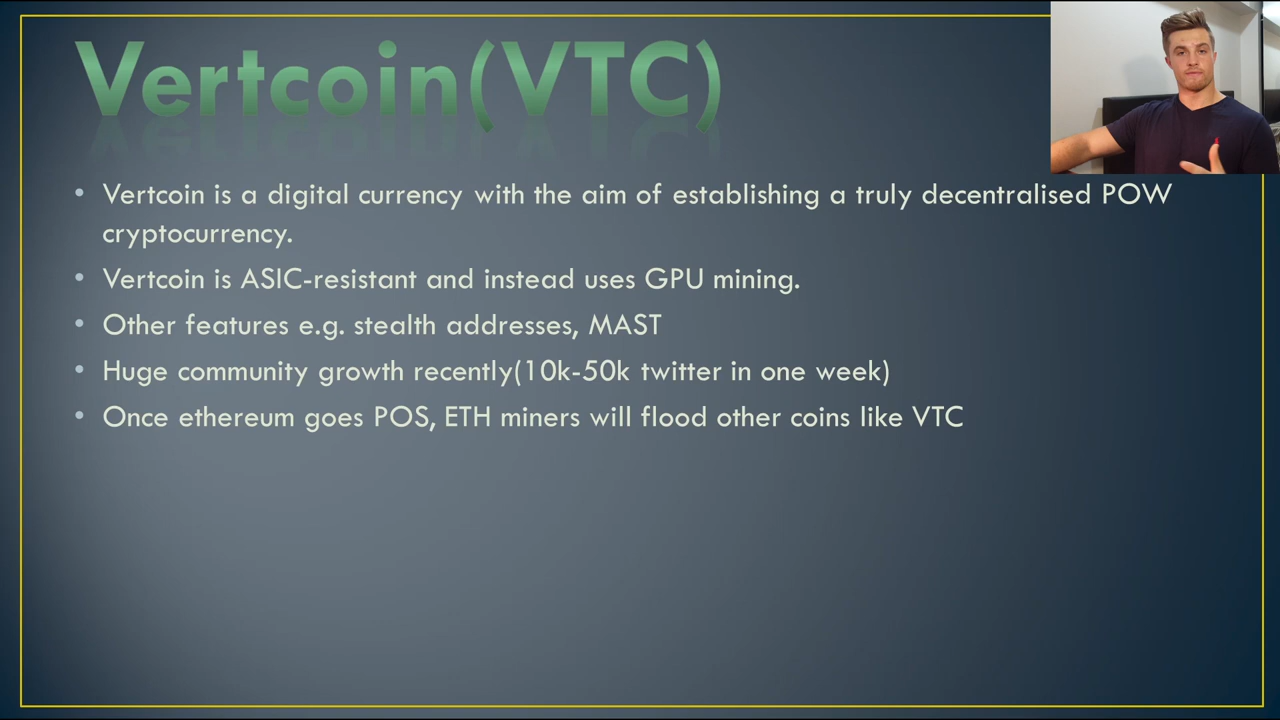 Vertcoin(VTC)
• Vertcoin is a digital currency with the aim of establishing a truly decentralised POW
cryptocurrency.
• Vertcoin is ASIC-resistant and instead uses GPU mining.
• Other features e.g. stealth addresses, MAST
• Huge community growth recently(10k-50k twitter in one week)
• Once ethereum goes POS, ETH miners will flood other coins like VTC